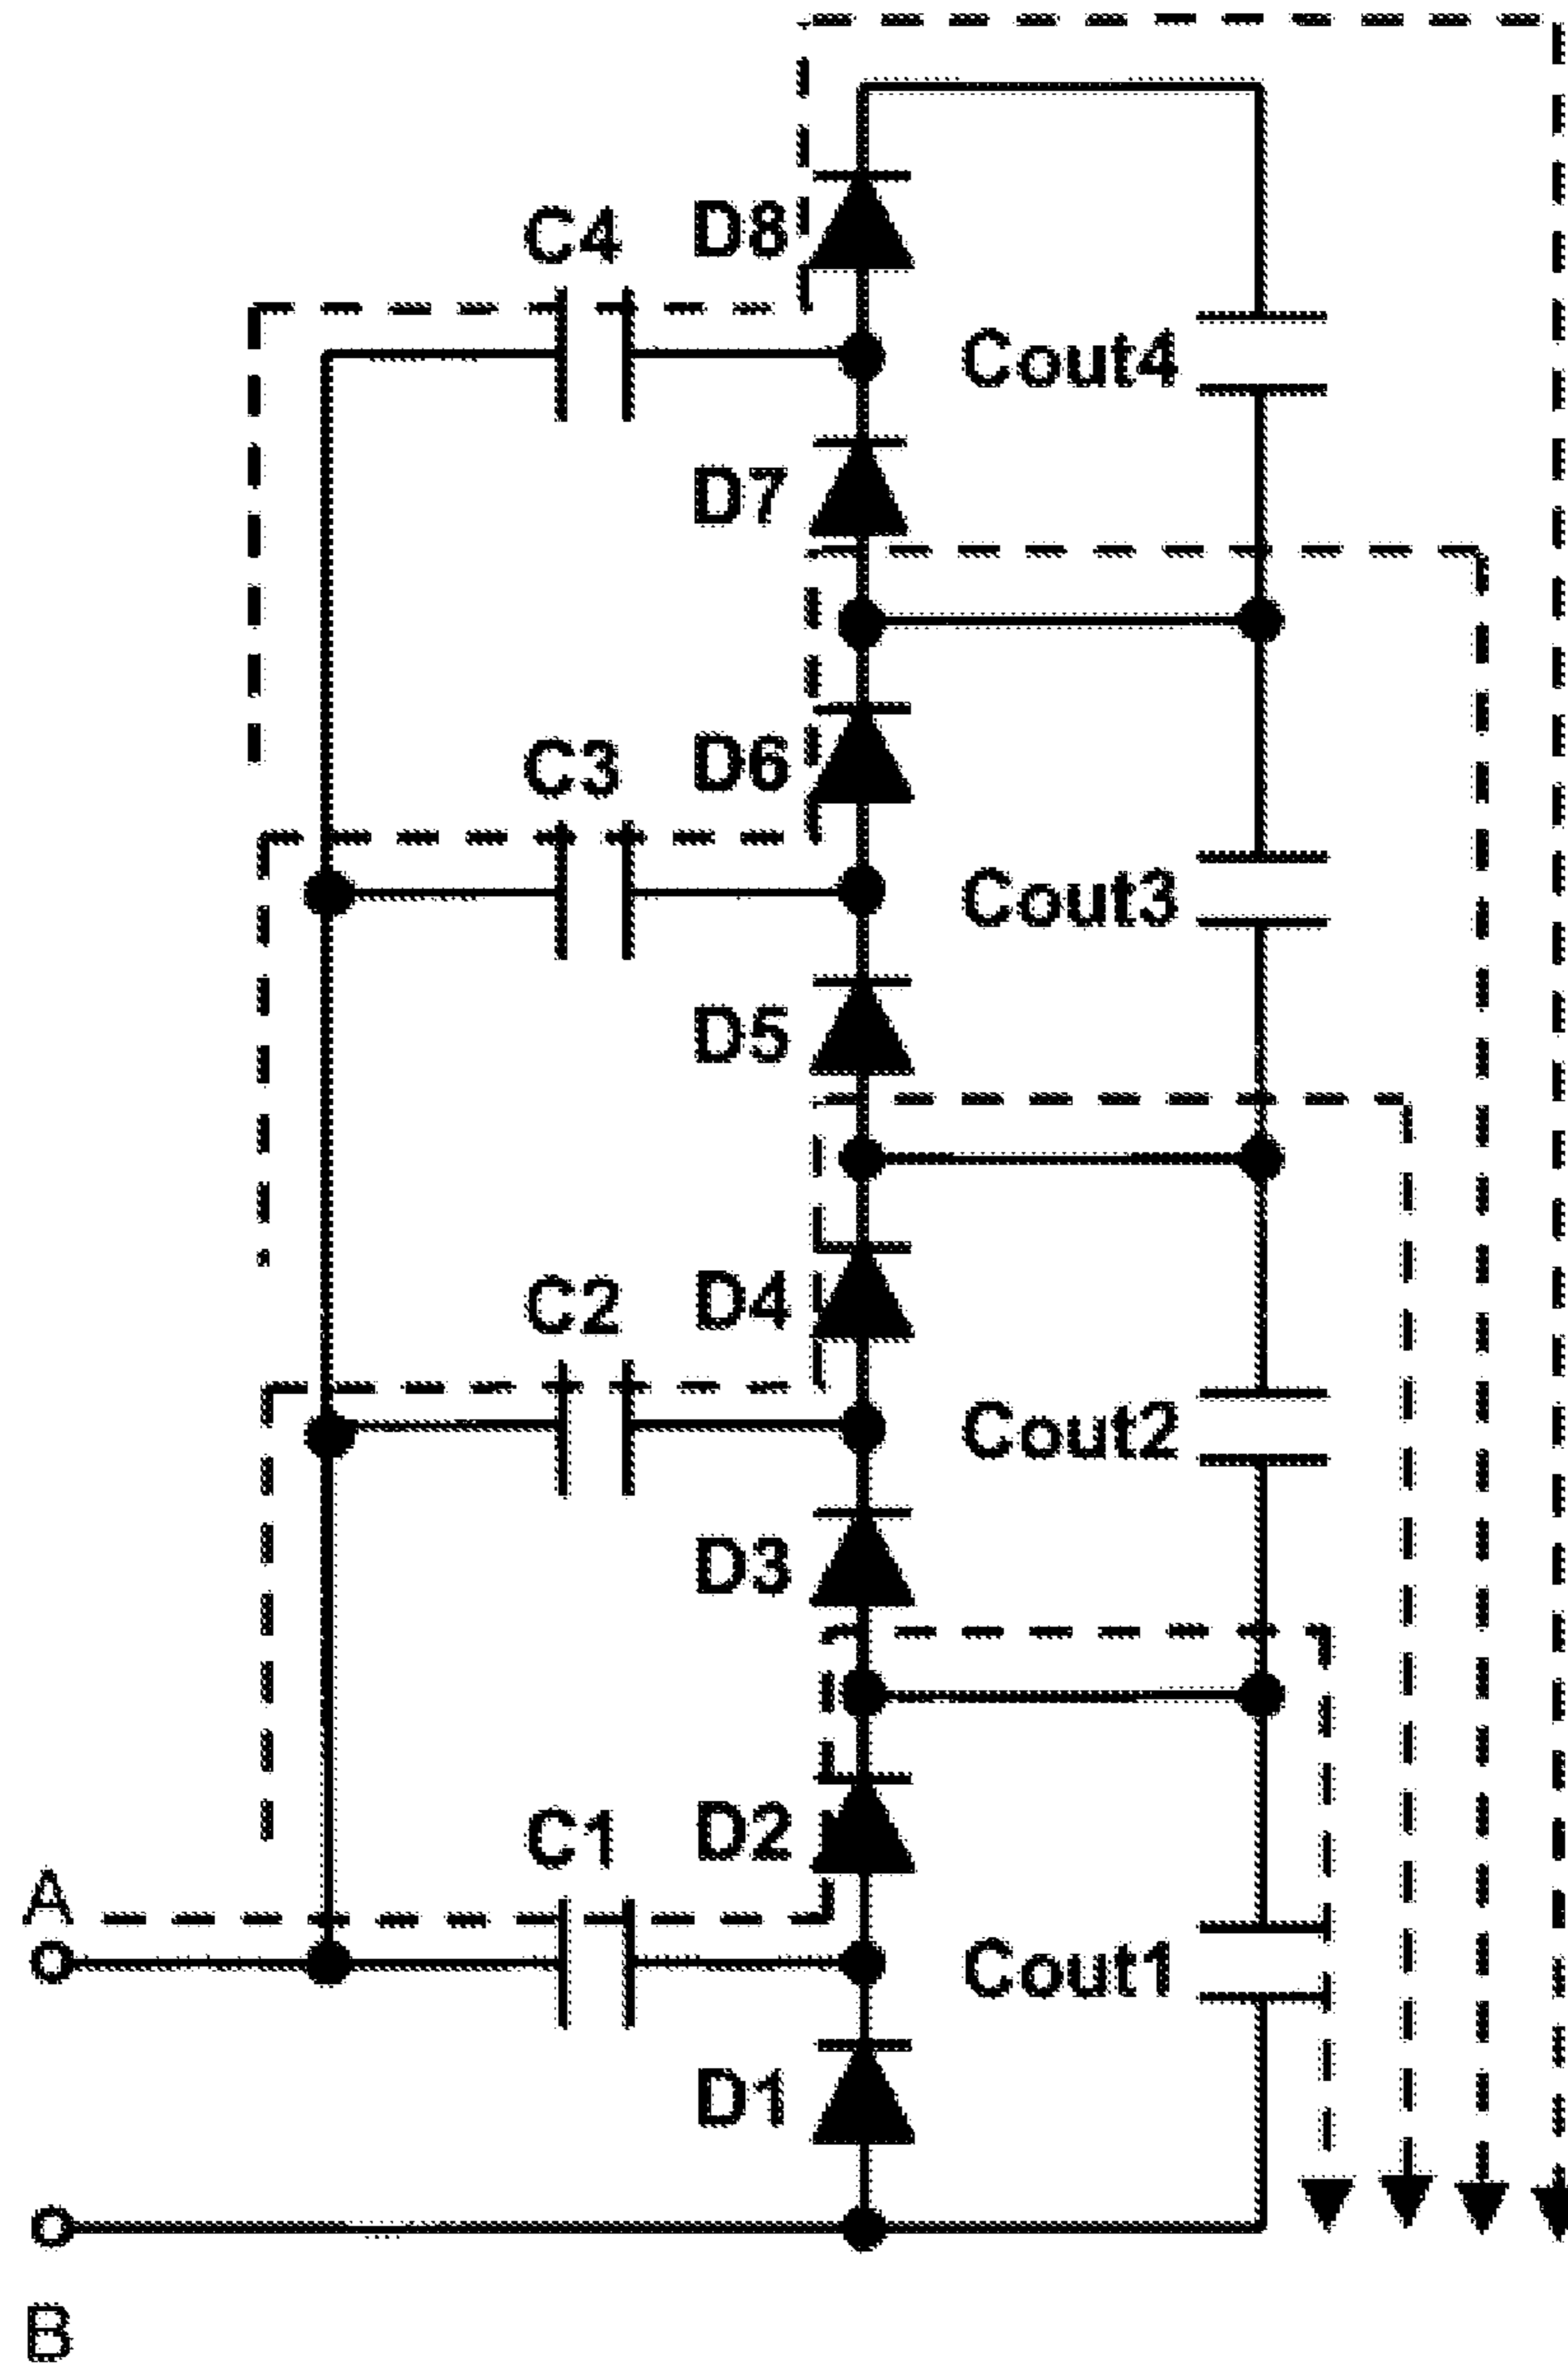 C4 D8
Cout4
D7
C3 D6
Cout3
D5
C2 D4
Cout2
D3
C1 D2
A
Cout1
D1
B